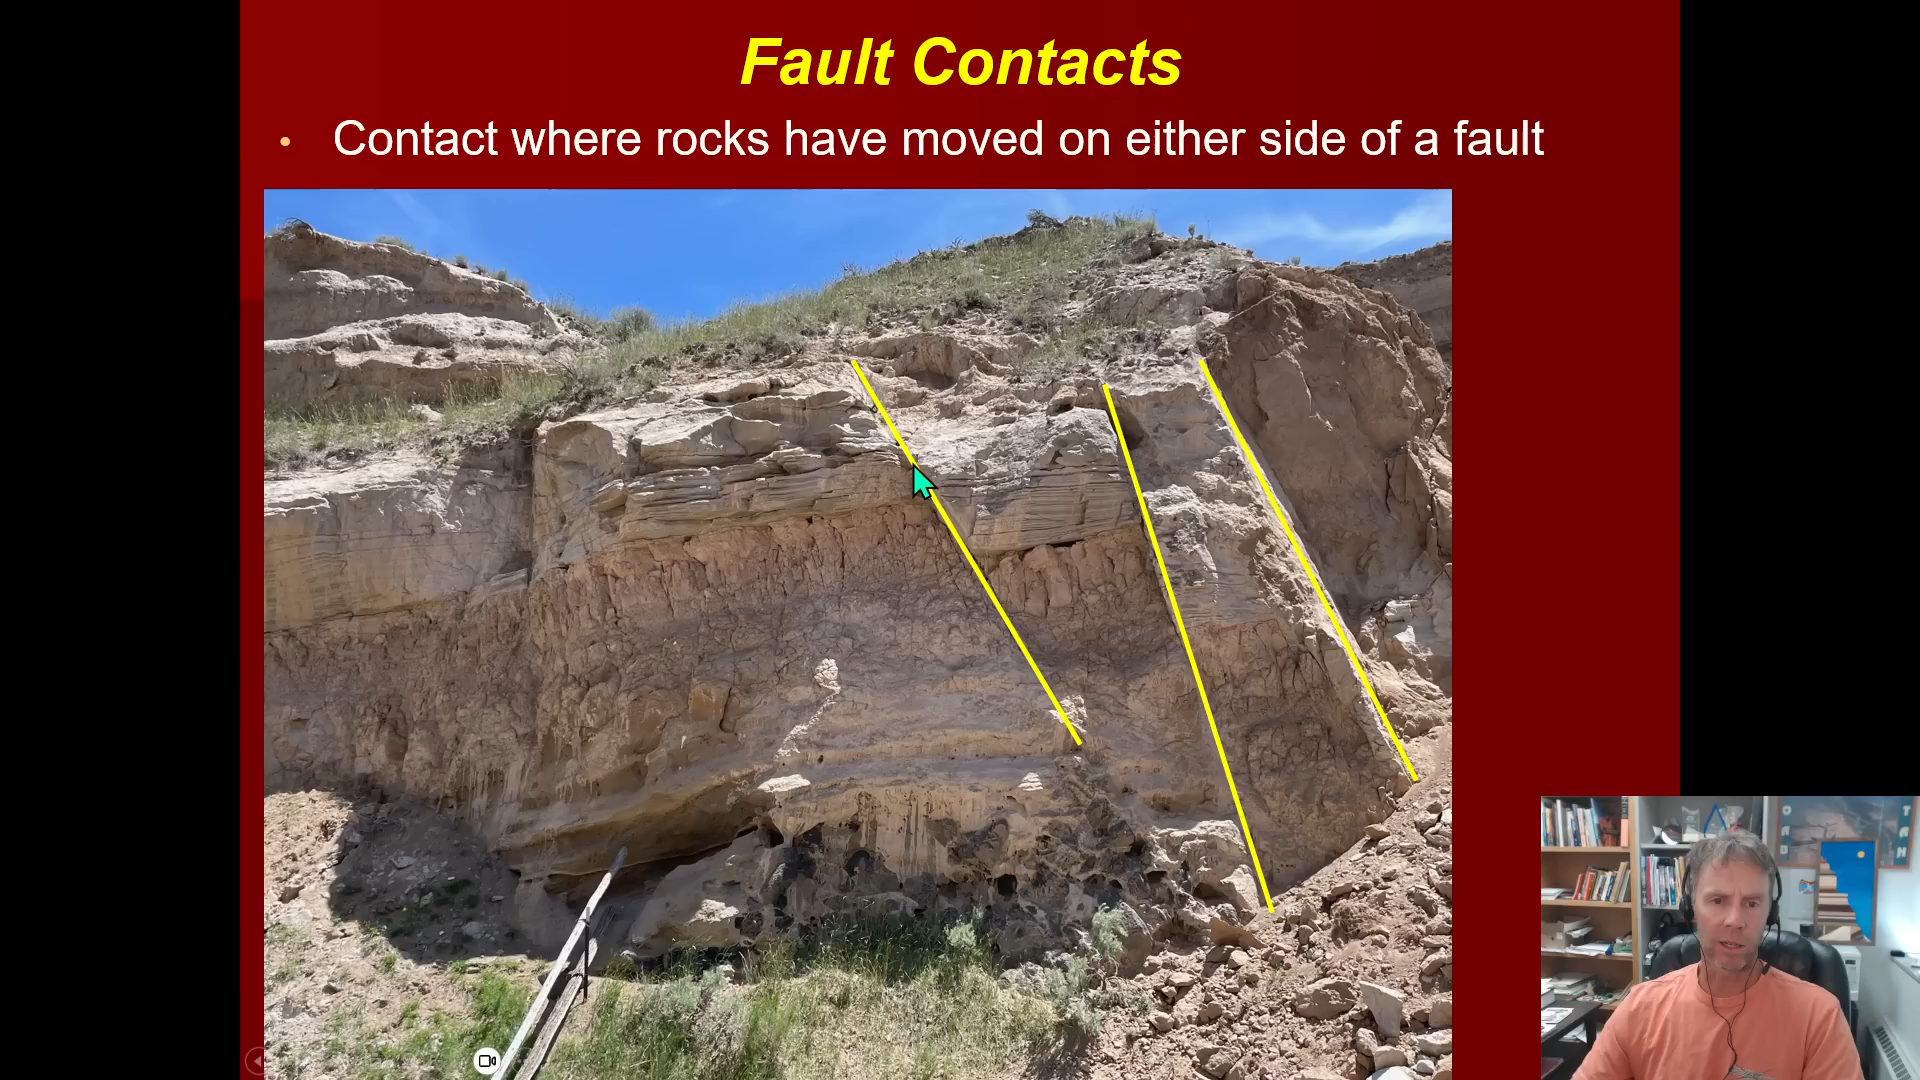 Fault Contacts
• Contact where rocks have moved on either side of a fault